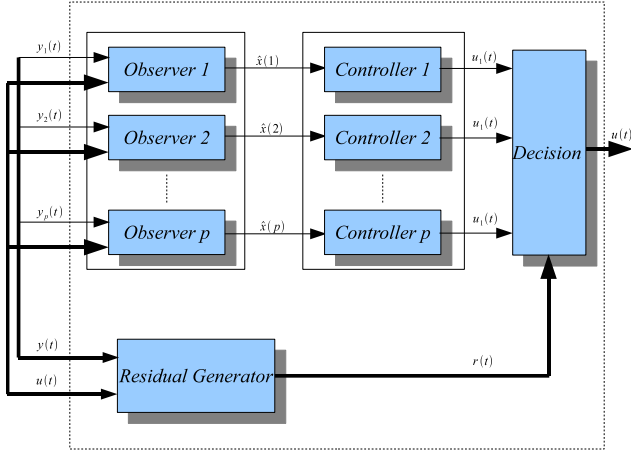 y₁(t)
Observer 1
x̂(1)
Controller 1
u₁(t)
y₂(t)
Observer 2
x̂(2)
Controller 2
u₁(t)
Decision
u(t)
yₚ(t)
Observer p
x̂(p)
Controller p
u₁(t)
y(t)
u(t)
Residual Generator
r(t)